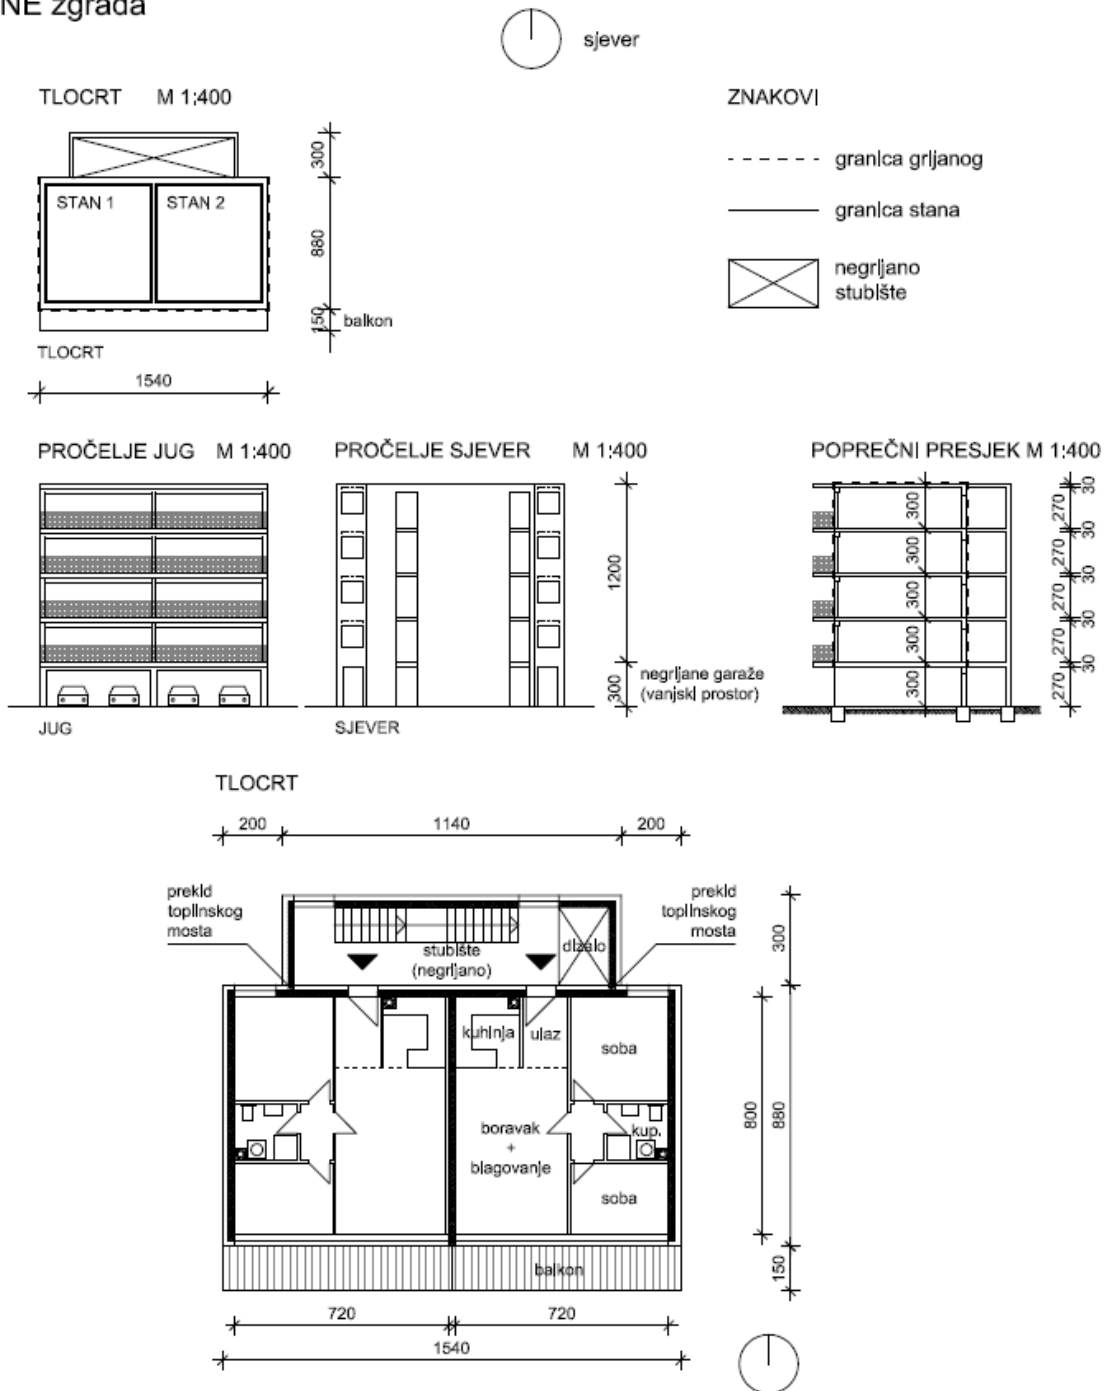 NE zgrada
sjever
TLOCRT M 1:400
ZNAKOVI
300
granica grijanog
STAN 1
STAN 2
granica stana
880
negrijano
stubište
150
balkon
TLOCRT
1540
PROČELJE JUG M 1:400
PROČELJE SJEVER M 1:400
POPREČNI PRESJEK M 1:400
300
270
30
300
270
30
1200
300
270
30
300
270
30
300
negrijane garaže
(vanjski prostor)
300
270
30
JUG
SJEVER
TLOCRT
200
1140
200
prekid
toplinskog
mosta
prekid
toplinskog
mosta
dizalo
300
stubište
(negrijano)
kuhinja
ulaz
soba
800
880
boravak
+
blagovanje
kup.
soba
balkon
150
720
720
1540